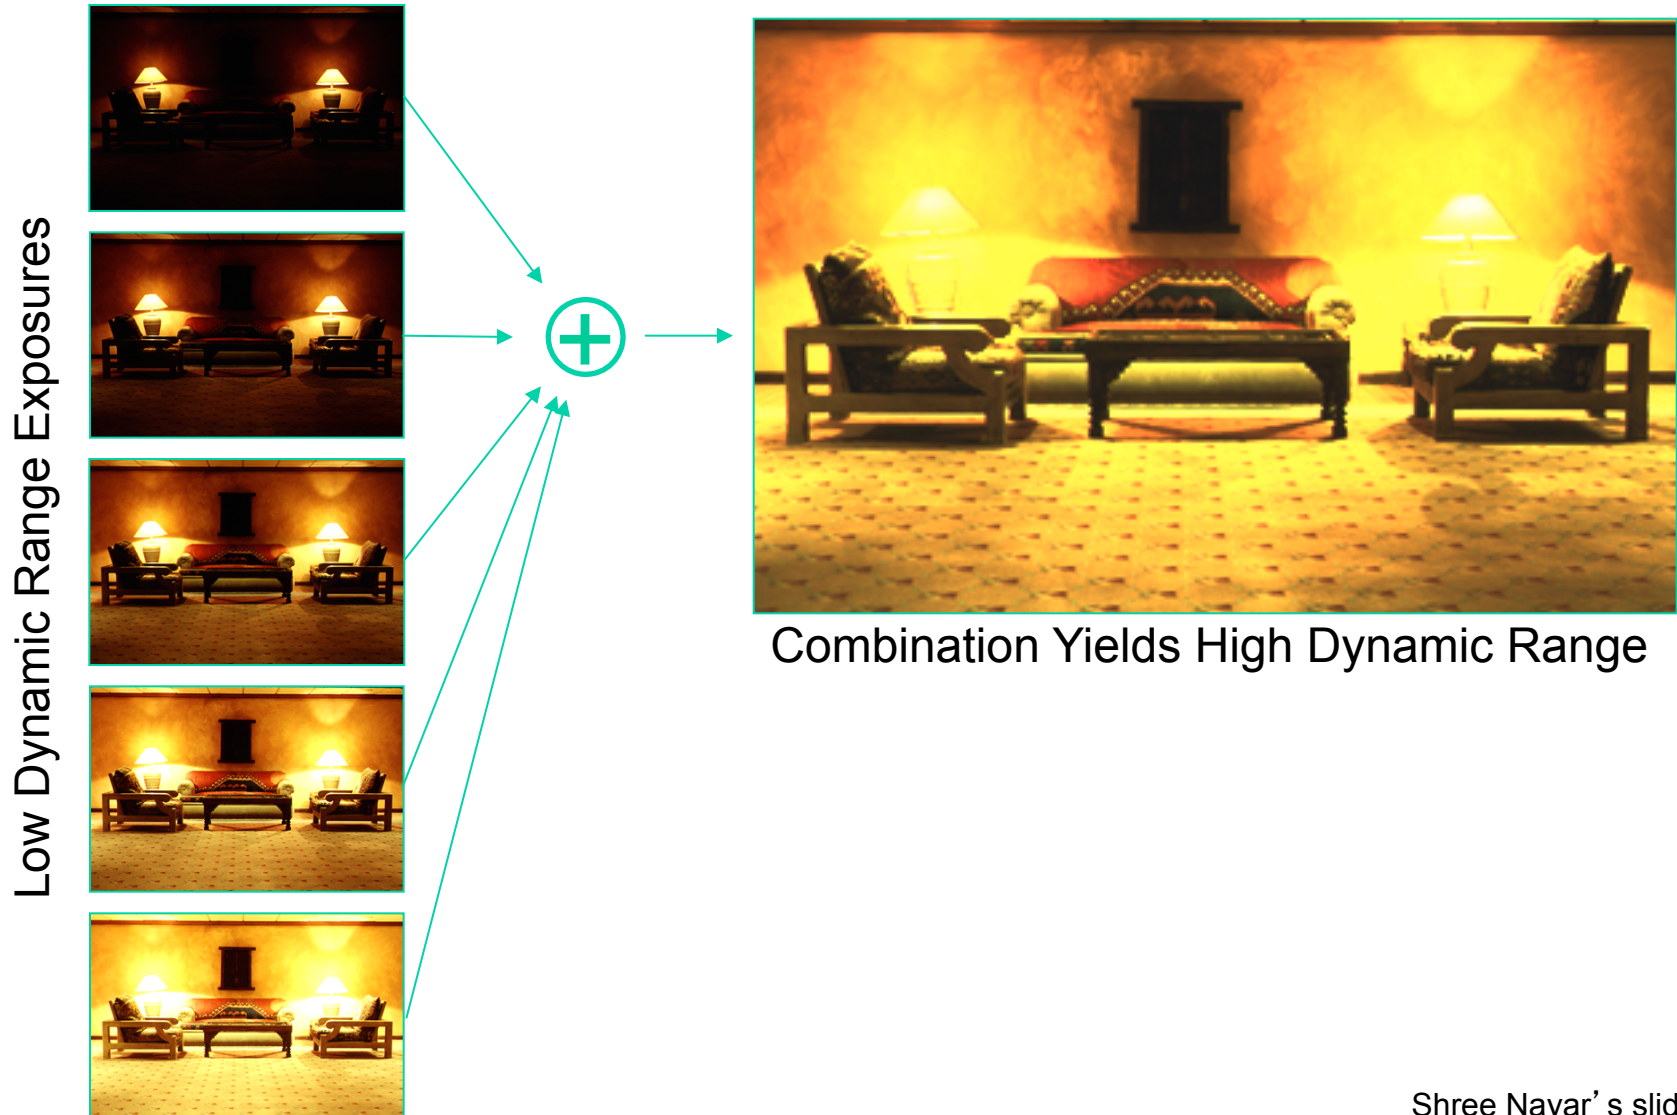 Low Dynamic Range Exposures
Combination Yields High Dynamic Range
Shree Nayar’s slid